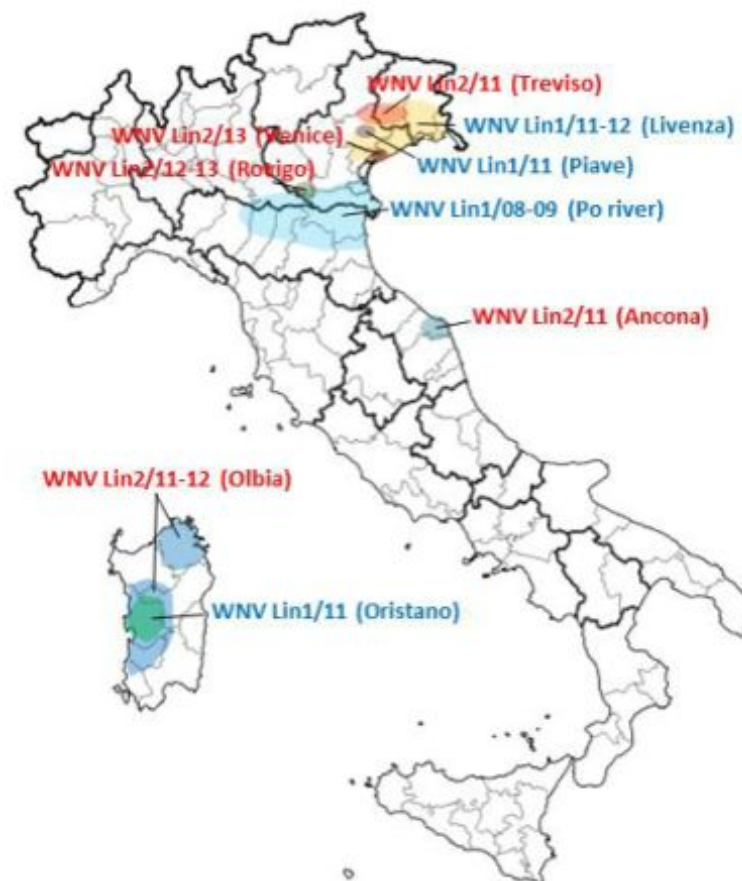 WNV Lin2/11 (Treviso)
WNV Lin1/11-12 (Livenza)
WNV Lin2/13 (Venice)
WNV Lin1/11 (Piave)
WNV Lin2/12-13 (Rovigo)
WNV Lin1/08-09 (Po river)
WNV Lin2/11 (Ancona)
WNV Lin2/11-12 (Olbia)
WNV Lin1/11 (Oristano)